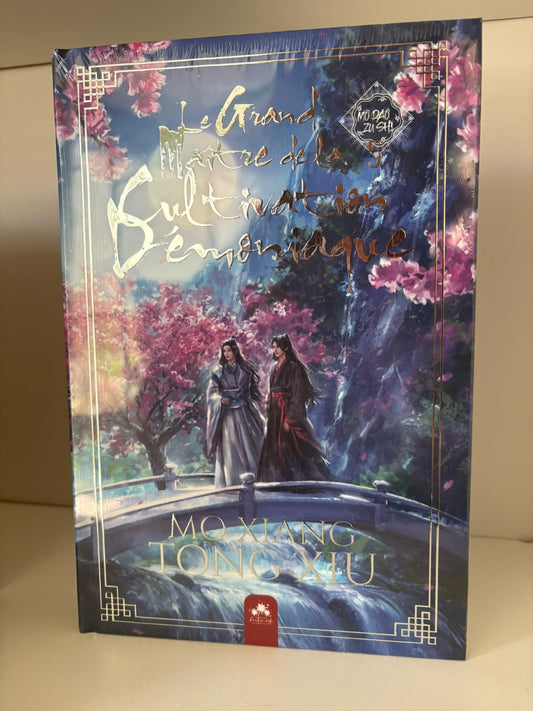 Le Grand
Maître de la
Cultivation
Démoniaque
MO DAO
ZU SHI
MO XIANG
TONG XIU